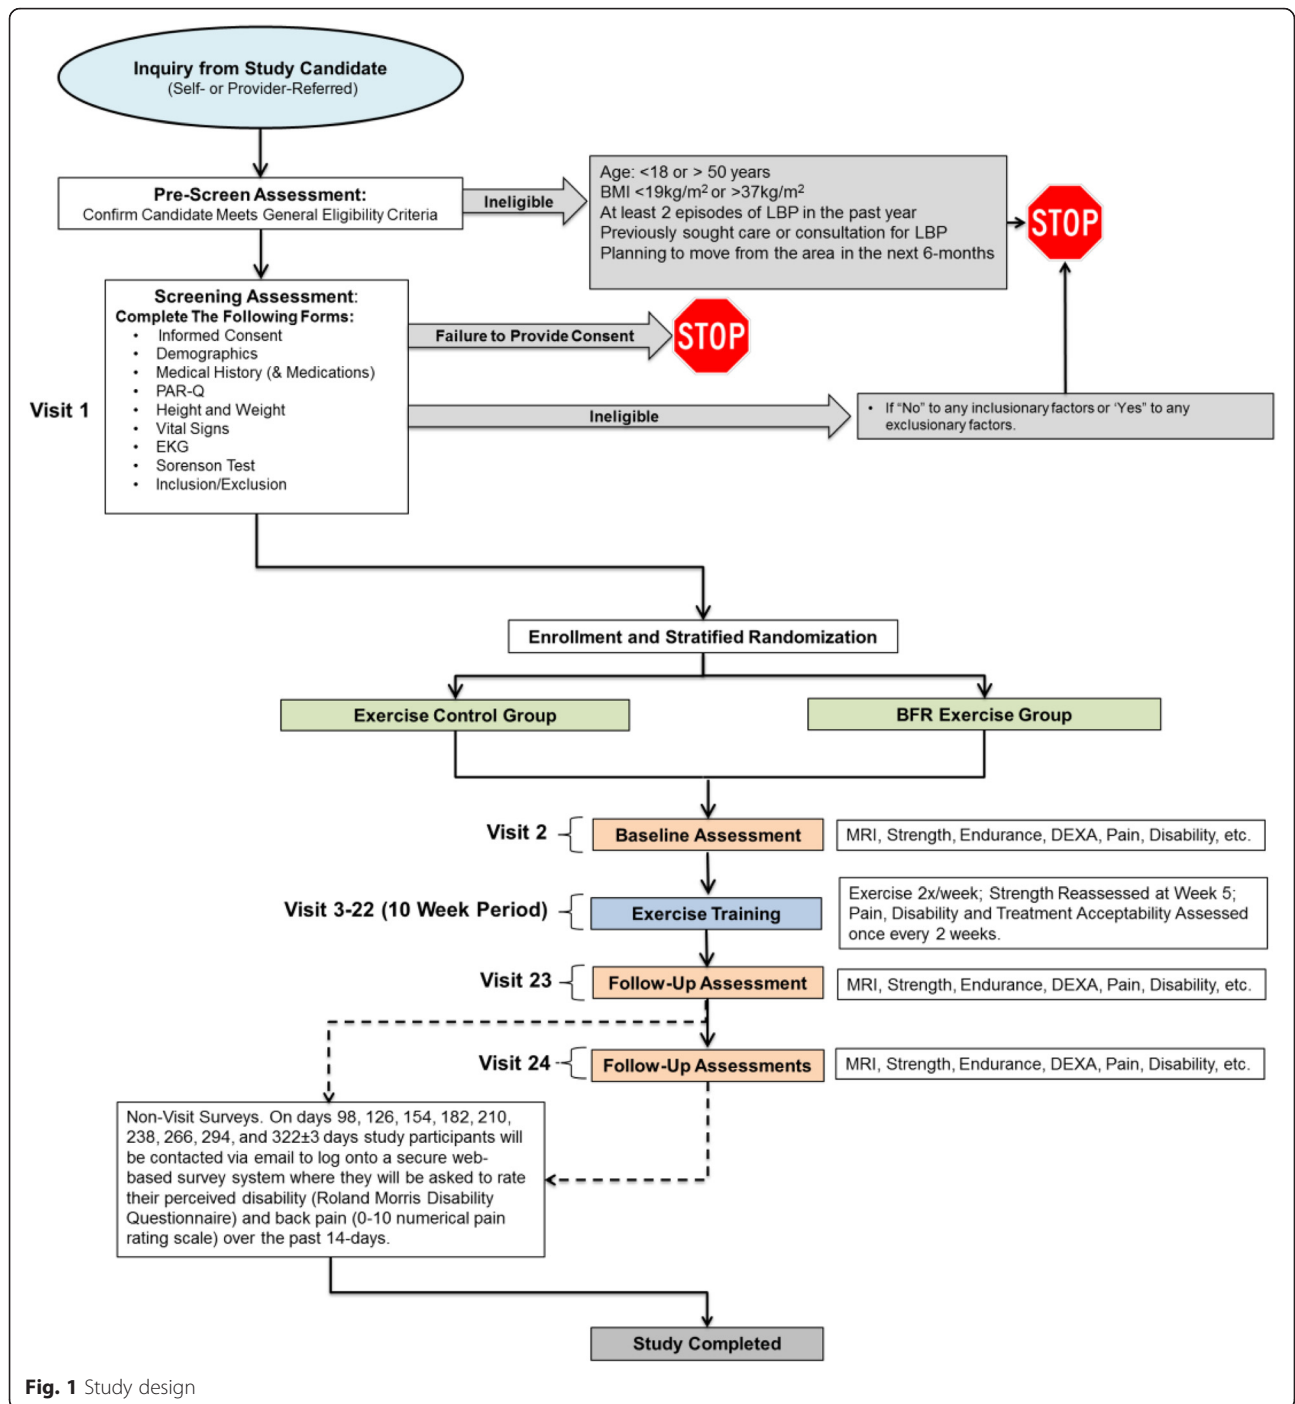 Inquiry from Study Candidate
(Self- or Provider-Referred)
Pre-Screen Assessment:
Confirm Candidate Meets General Eligibility Criteria
Ineligible
Age: <18 or > 50 years
BMI <19kg/m² or >37kg/m²
At least 2 episodes of LBP in the past year
Previously sought care or consultation for LBP
Planning to move from the area in the next 6-months
STOP
Visit 1
Screening Assessment:
Complete The Following Forms:
• Informed Consent
• Demographics
• Medical History (& Medications)
• PAR-Q
• Height and Weight
• Vital Signs
• EKG
• Sorenson Test
• Inclusion/Exclusion
Failure to Provide Consent
STOP
Ineligible
• If “No” to any inclusionary factors or ‘Yes” to any
exclusionary factors.
Enrollment and Stratified Randomization
Exercise Control Group
BFR Exercise Group
Visit 2
Baseline Assessment
MRI, Strength, Endurance, DEXA, Pain, Disability, etc.
Visit 3-22 (10 Week Period)
Exercise Training
Exercise 2x/week; Strength Reassessed at Week 5;
Pain, Disability and Treatment Acceptability Assessed
once every 2 weeks.
Visit 23
Follow-Up Assessment
MRI, Strength, Endurance, DEXA, Pain, Disability, etc.
Visit 24
Follow-Up Assessments
MRI, Strength, Endurance, DEXA, Pain, Disability, etc.
Non-Visit Surveys. On days 98, 126, 154, 182, 210,
238, 266, 294, and 322±3 days study participants will
be contacted via email to log onto a secure web-
based survey system where they will be asked to rate
their perceived disability (Roland Morris Disability
Questionnaire) and back pain (0-10 numerical pain
rating scale) over the past 14-days.
Study Completed
Fig. 1 Study design